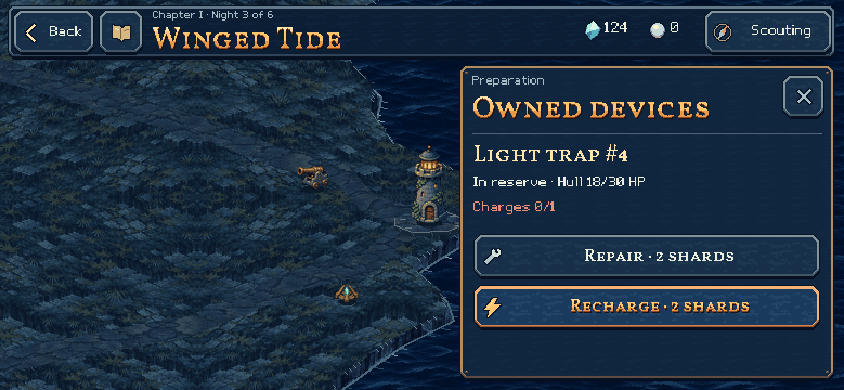 Back
Chapter I · Night 3 of 6
Winged Tide
124
0
Scouting
Preparation
Owned devices
Light trap #4
In reserve · Hull 18/30 HP
Charges 0/1
Repair · 2 shards
Recharge · 2 shards